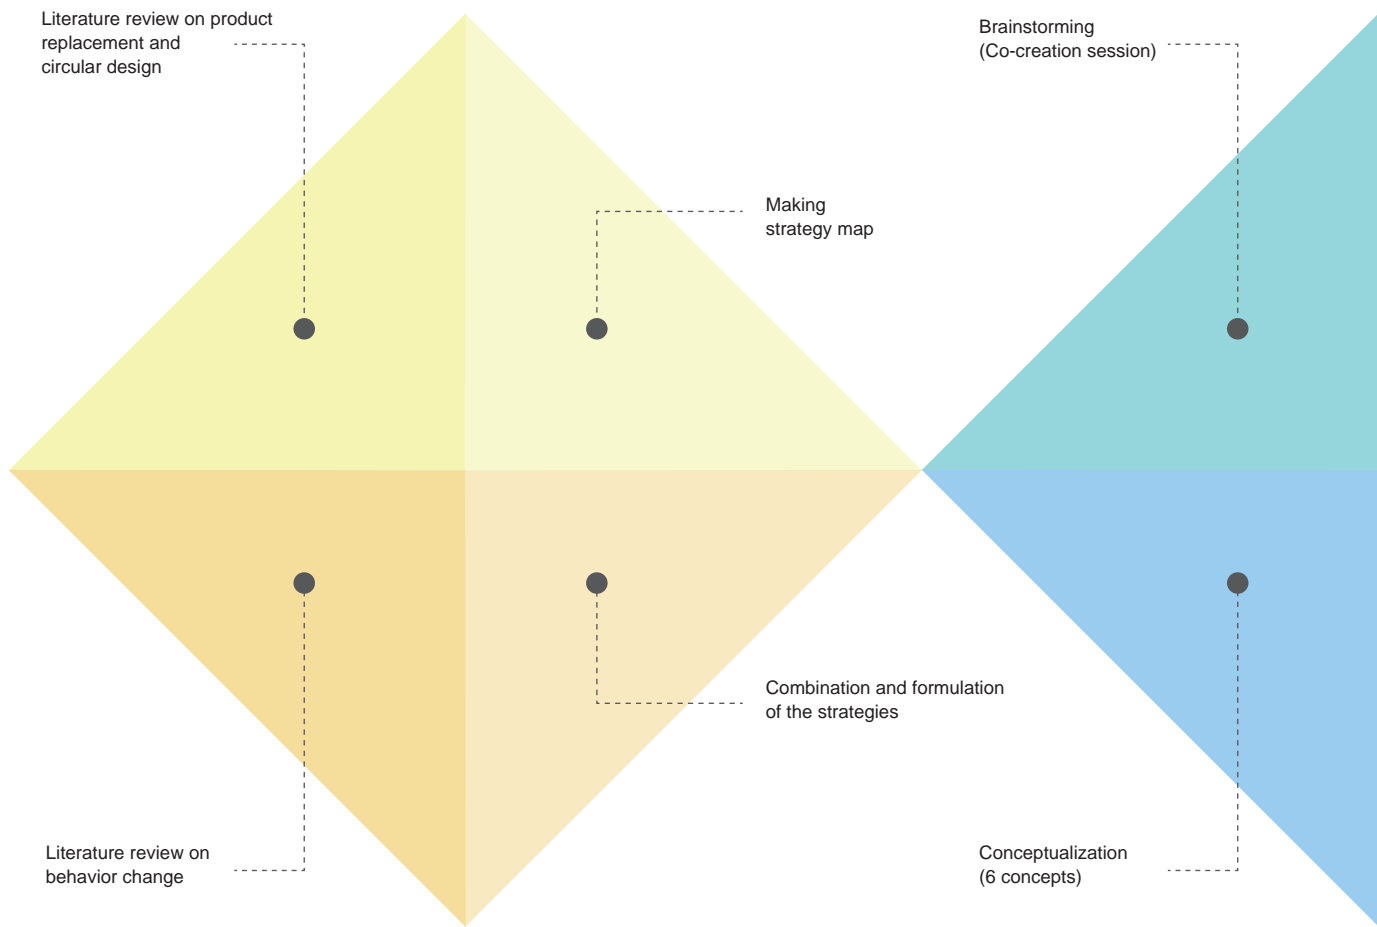 Literature review on product
replacement and
circular design
Brainstorming
(Co-creation session)
Making
strategy map
Combination and formulation
of the strategies
Literature review on
behavior change
Conceptualization
(6 concepts)